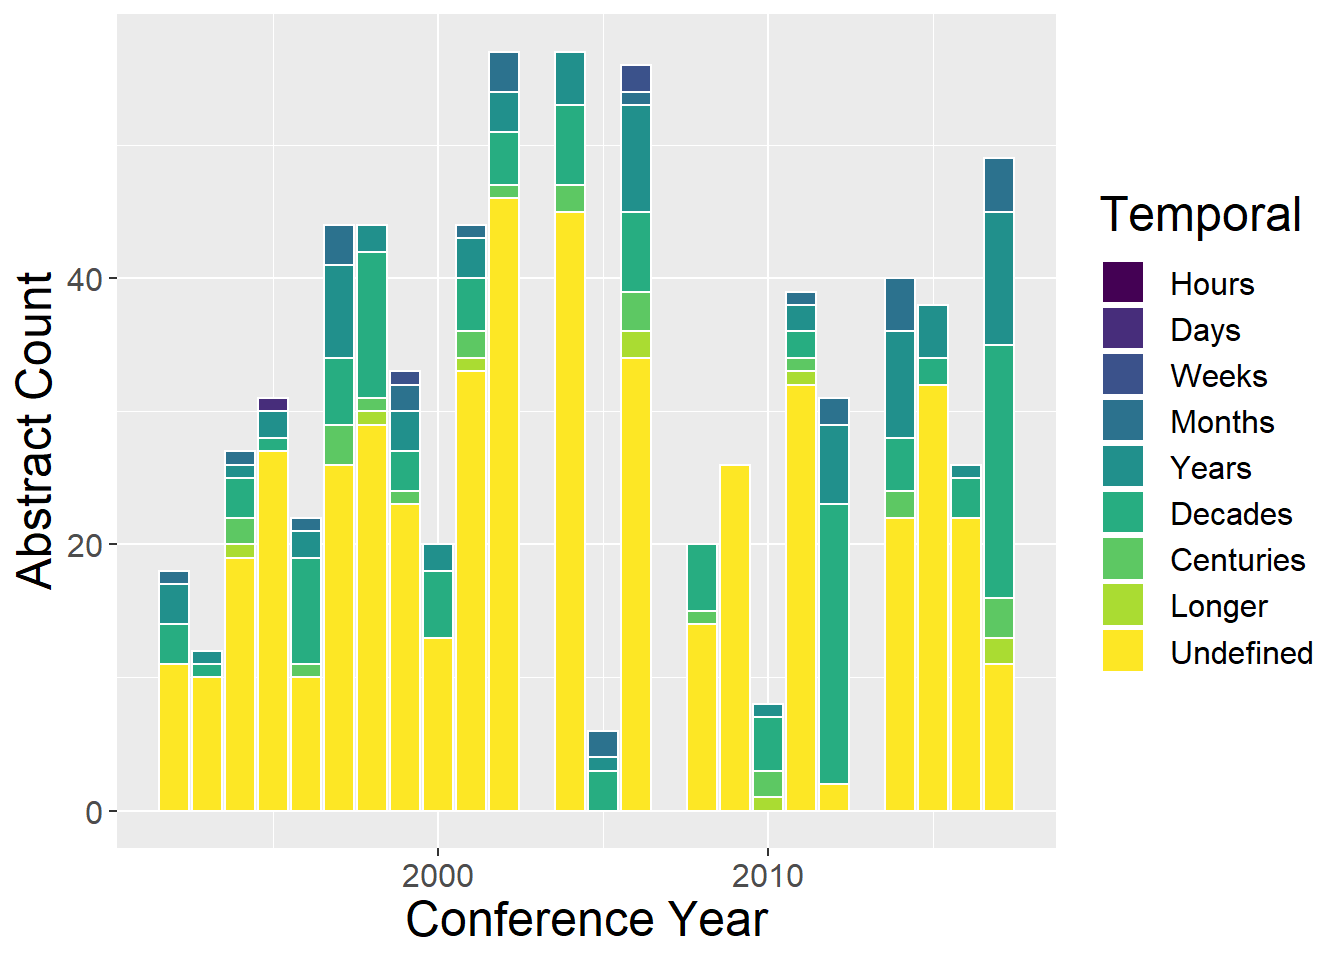 Abstract Count
40
20
0
2000
2010
Conference Year
Temporal
Hours
Days
Weeks
Months
Years
Decades
Centuries
Longer
Undefined